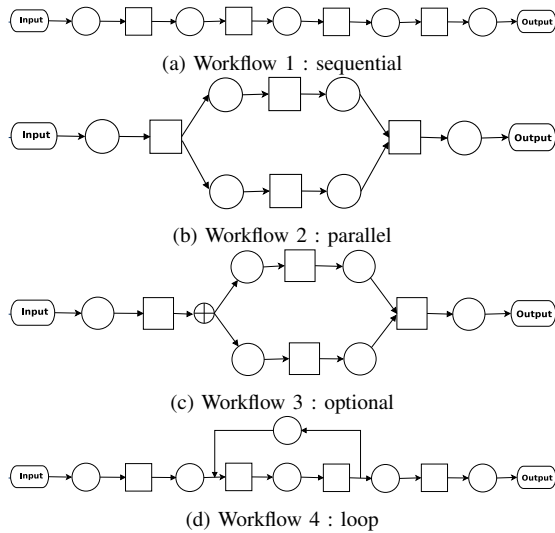 Input
Output
(a) Workflow 1 : sequential
Input
Output
(b) Workflow 2 : parallel
Input
Output
(c) Workflow 3 : optional
Input
Output
(d) Workflow 4 : loop